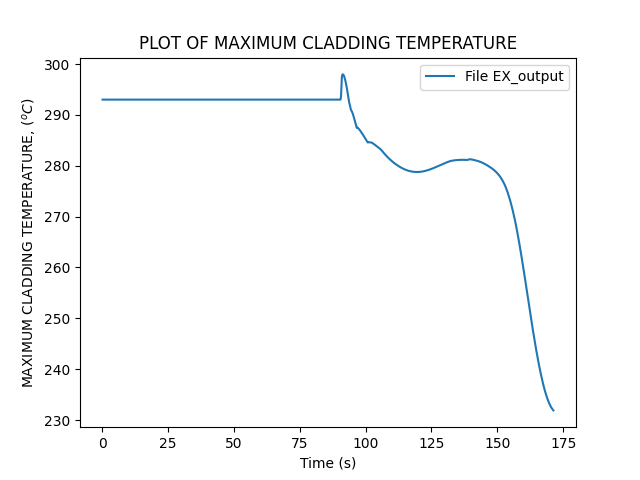 PLOT OF MAXIMUM CLADDING TEMPERATURE
File EX_output
MAXIMUM CLADDING TEMPERATURE, (°C)
300
290
280
270
260
250
240
230
0 25 50 75 100 125 150 175
Time (s)